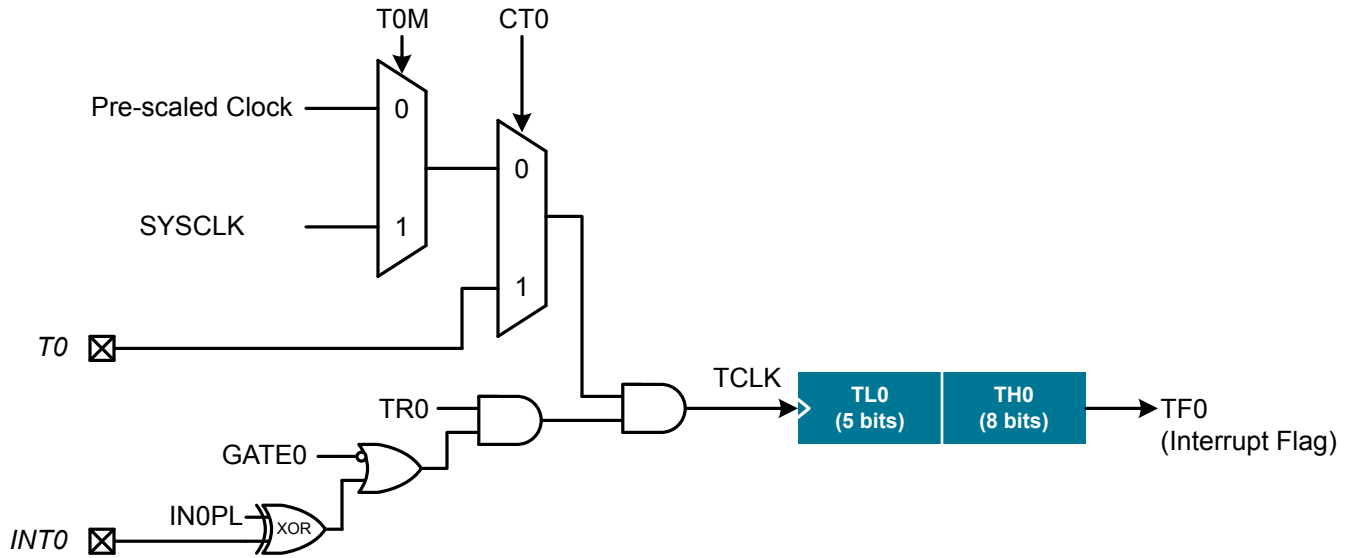 T0M CT0
Pre-scaled Clock
0
0
SYSCLK
1
1
T0
TCLK
TL0
(5 bits)
TH0
(8 bits)
TF0
(Interrupt Flag)
TR0
GATE0
IN0PL
XOR
INT0